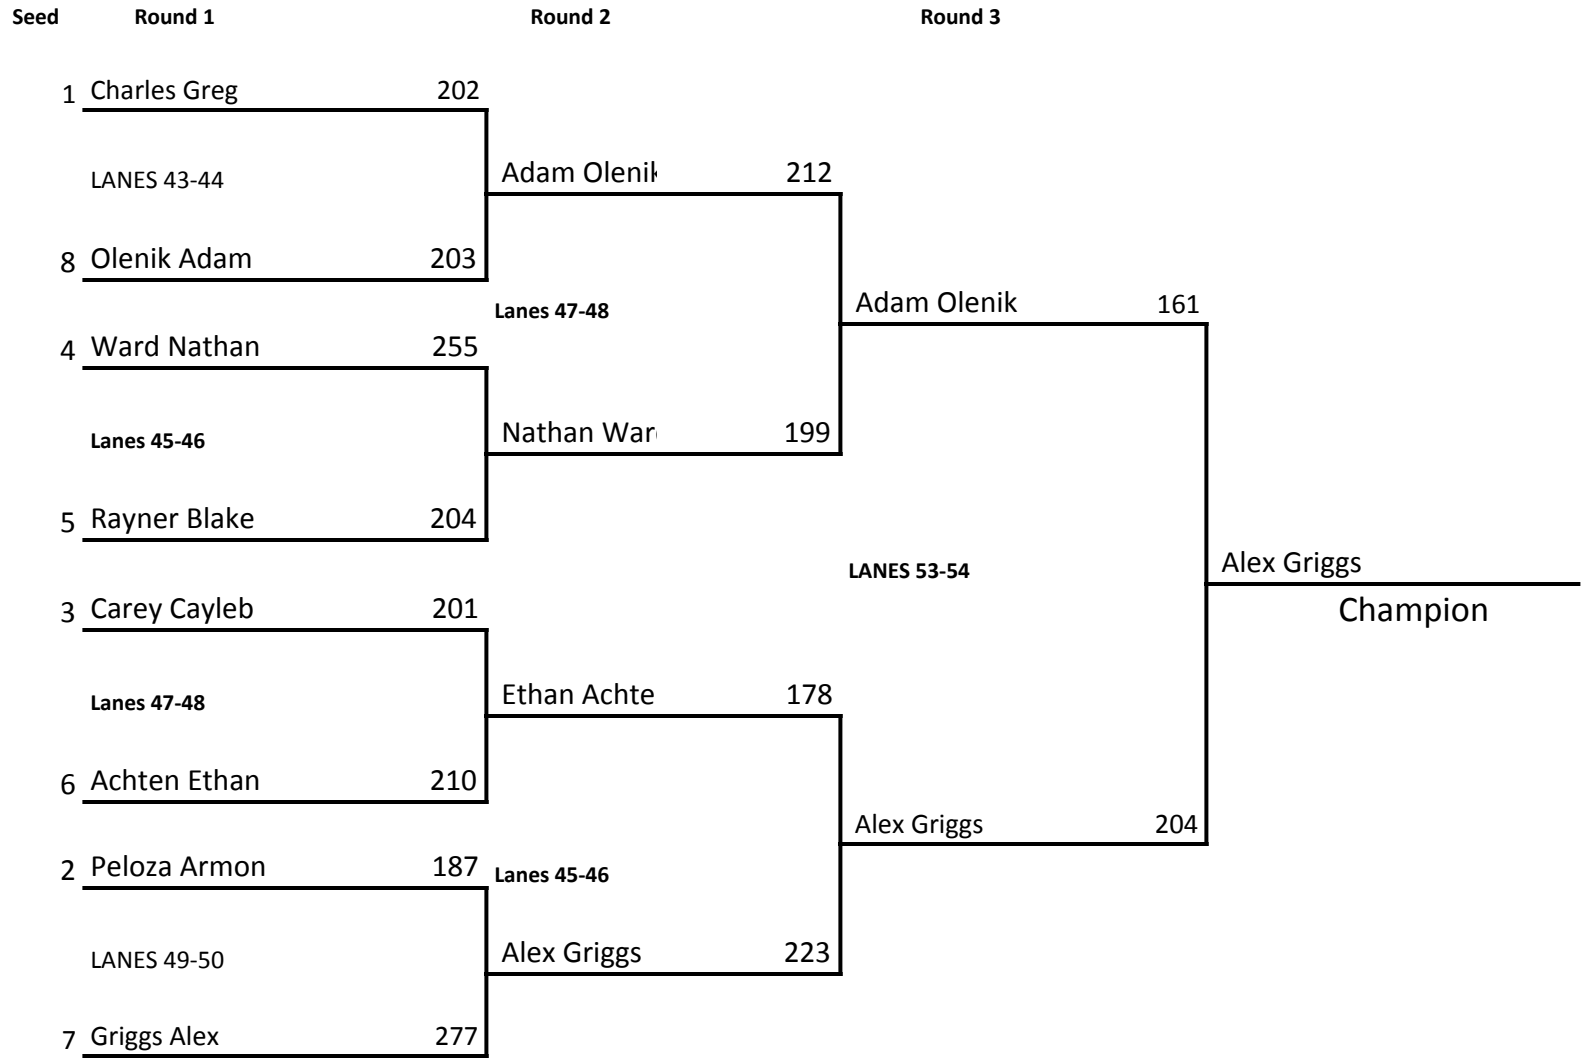 Seed Round 1 Round 2 Round 3
1 Charles Greg 202
LANES 43-44
Adam Olenik 212
8 Olenik Adam 203
Lanes 47-48
Adam Olenik 161
4 Ward Nathan 255
Lanes 45-46
Nathan War 199
5 Rayner Blake 204
LANES 53-54
Alex Griggs
Champion
3 Carey Cayleb 201
Lanes 47-48
Ethan Achte 178
6 Achten Ethan 210
Alex Griggs 204
2 Peloza Armon 187
Lanes 45-46
LANES 49-50
Alex Griggs 223
7 Griggs Alex 277